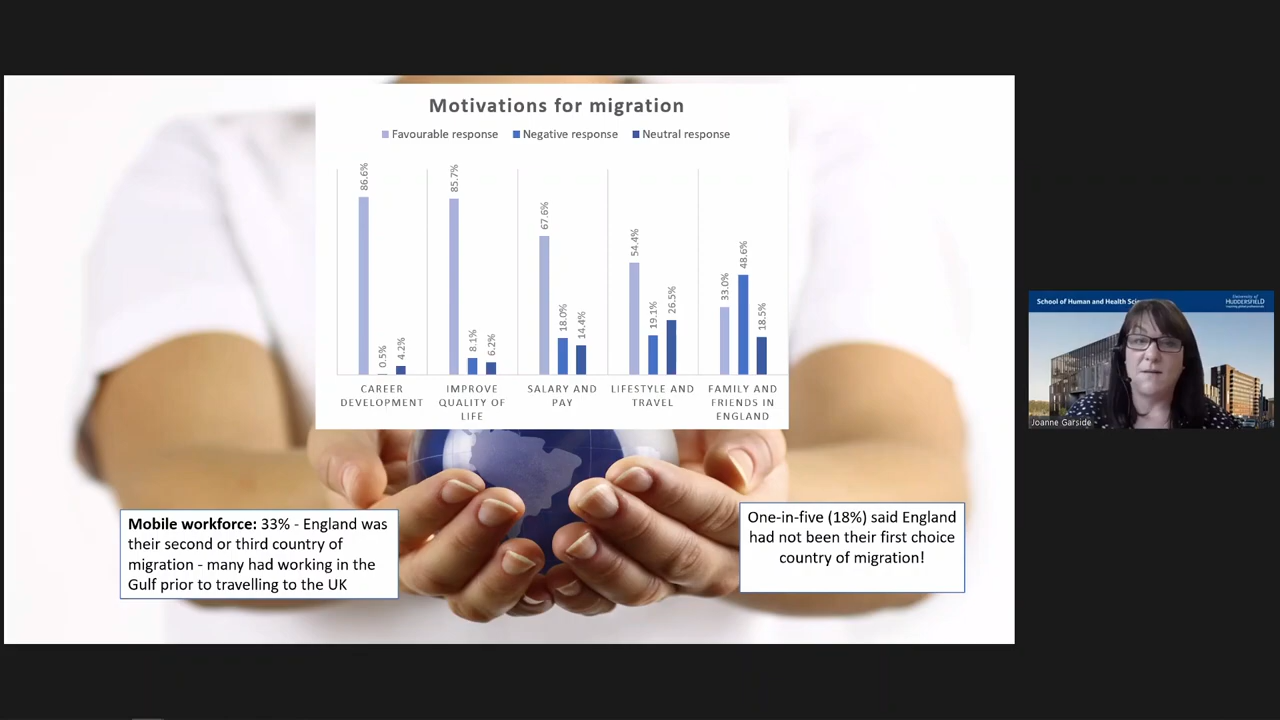 Motivations for migration
Favourable response Negative response Neutral response
86.6%
0.5%
4.2%
85.7%
8.1%
6.2%
67.6%
18.0%
14.4%
54.4%
19.1%
26.5%
33.0%
48.6%
18.5%
CAREER
DEVELOPMENT
IMPROVE
QUALITY OF
LIFE
SALARY AND
PAY
LIFESTYLE AND
TRAVEL
FAMILY AND
FRIENDS IN
ENGLAND
Mobile workforce: 33% - England was
their second or third country of
migration - many had working in the
Gulf prior to travelling to the UK
One-in-five (18%) said England
had not been their first choice
country of migration!
School of Human and Health
University of
HUDDERSFIELD
Joanne Garside